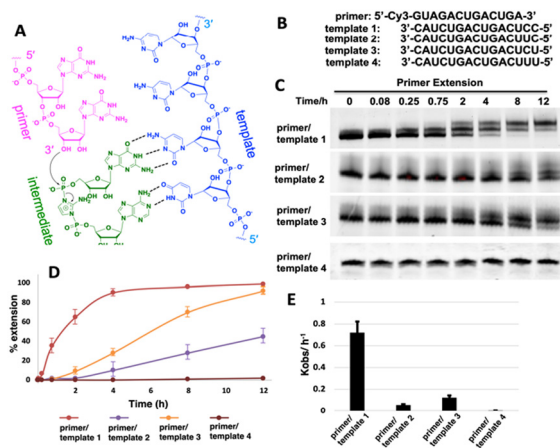 A
3'
5'
primer
template
3'
intermediate
5'
B
primer: 5'-Cy3-GUAGACUGACUGA-3'
template 1: 3'-CAUCUGACUGACUCC-5'
template 2: 3'-CAUCUGACUGACUUC-5'
template 3: 3'-CAUCUGACUGACUCU-5'
template 4: 3'-CAUCUGACUGACUUU-5'
C
Primer Extension
Time/h 0 0.08 0.25 0.75 2 4 8 12
primer/
template 1
primer/
template 2
primer/
template 3
primer/
template 4
D
% extension
100
80
60
40
20
0
0 2 4 6 8 10 12
Time (h)
primer/ primer/ primer/ primer/
template 1 template 2 template 3 template 4
E
Kobs/ h⁻¹
1
0.8
0.6
0.4
0.2
0
primer/
template 1
primer/
template 2
primer/
template 3
primer/
template 4